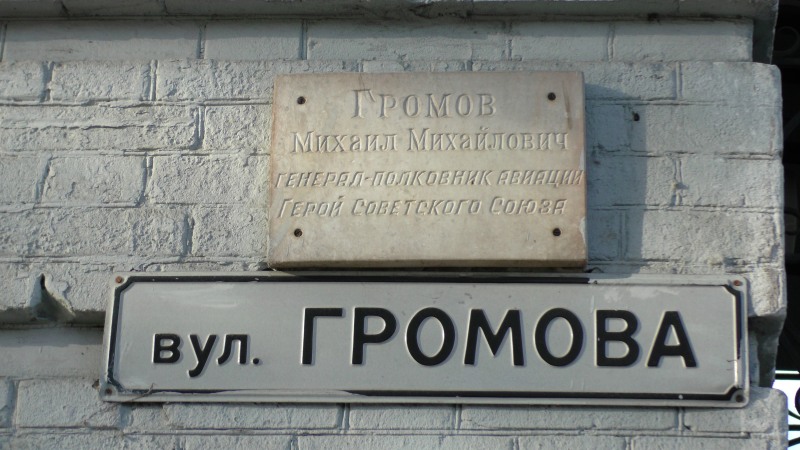 Громов
Михаил Михайлович
генерал-полковник авиации
Герой Советского Союза
вул. ГРОМОВА